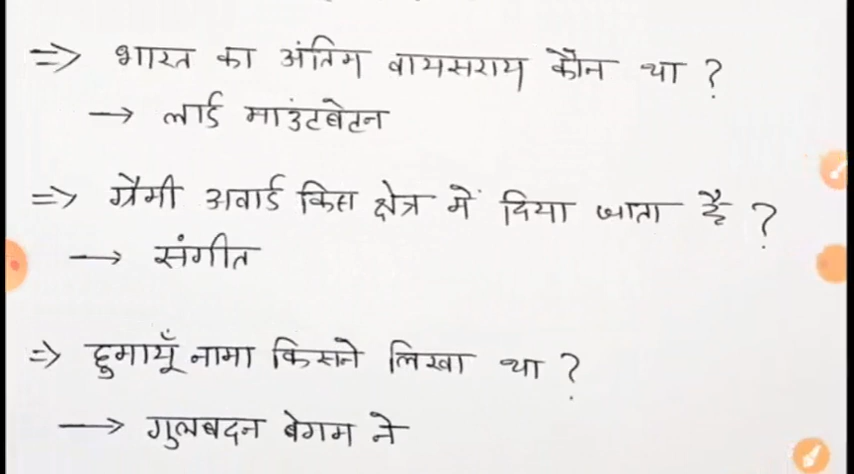 => भारत का अंतिम वायसराय कौन था ?
→ लार्ड माउंटबेटन
=> ग्रैमी अवार्ड किस क्षेत्र में दिया जाता है ?
→ संगीत
=> हुमायूँ नामा किसने लिखा था ?
→ गुलबदन बेगम ने